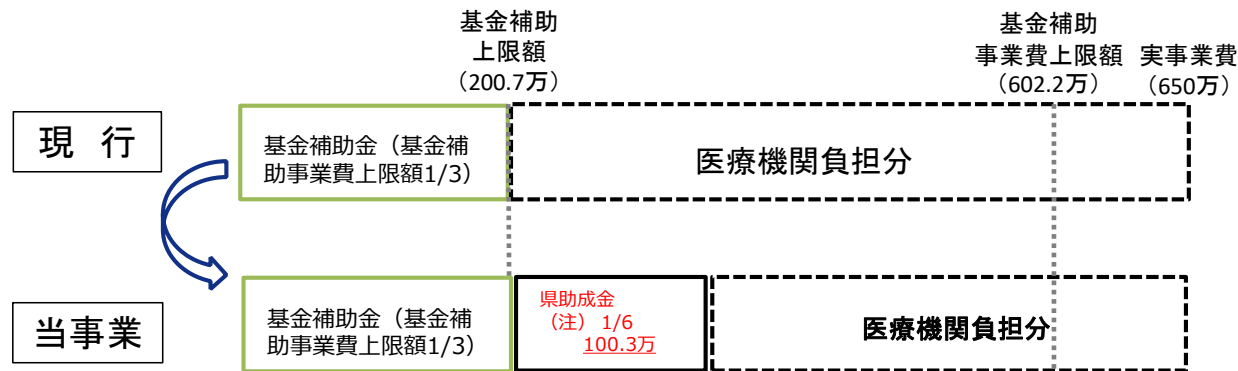 基金補助
上限額
（200.7万）
基金補助
事業費上限額
（602.2万）
実事業費
（650万）
現 行
基金補助金（基金補
助事業費上限額1/3）
医療機関負担分
当事業
基金補助金（基金補
助事業費上限額1/3）
県助成金
（注） 1/6
100.3万
医療機関負担分